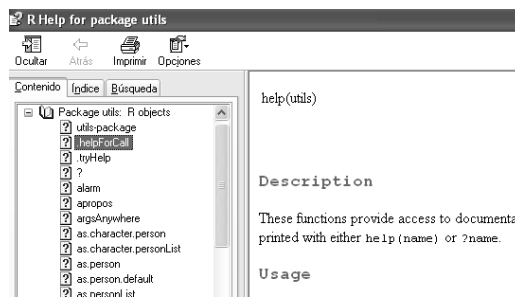 R Help for package utils
Ocultar Atrás Imprimir Opciones
Contenido Índice Búsqueda
Package utils: R objects
utils-package
.helpForCall
.tryHelp
?
alarm
apropos
argsAnywhere
as.character.person
as.character.personList
as.person
as.person.default
as.personList
help(utils)
Description
These functions provide access to documenta
printed with either help(name) or ?name.
Usage